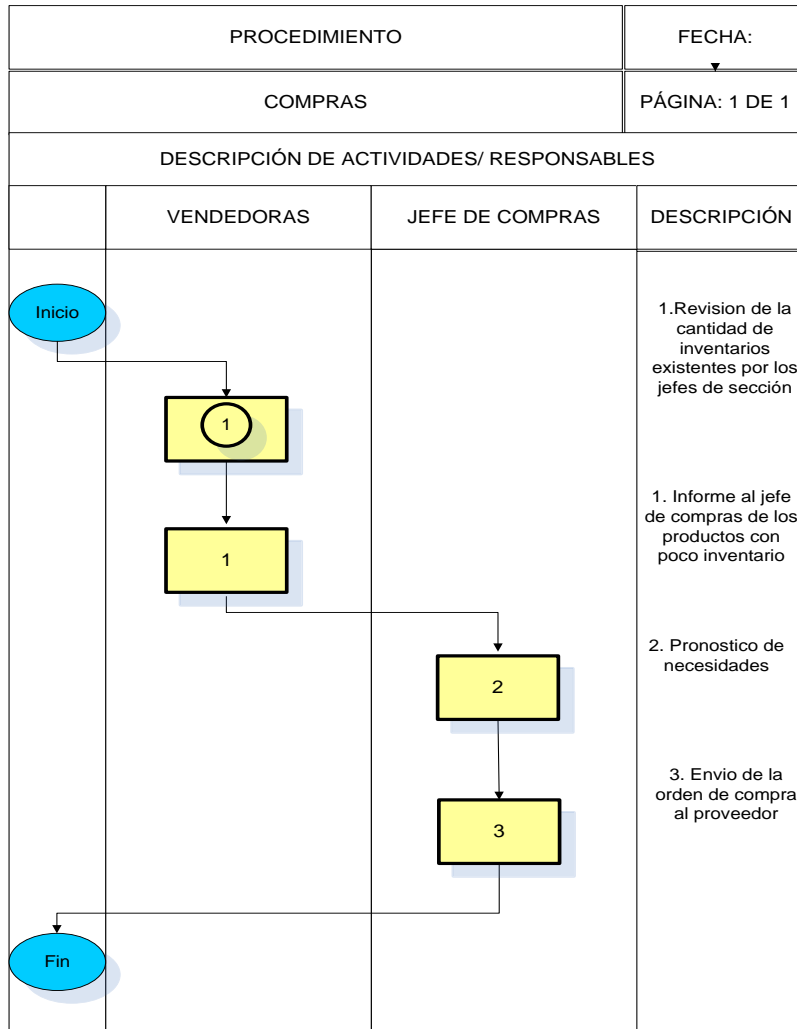 PROCEDIMIENTO
FECHA:
COMPRAS
PÁGINA: 1 DE 1
DESCRIPCIÓN DE ACTIVIDADES/ RESPONSABLES
VENDEDORAS
JEFE DE COMPRAS
DESCRIPCIÓN
Inicio
1.Revision de la
cantidad de
inventarios
existentes por los
jefes de sección
1
1. Informe al jefe
de compras de los
productos con
poco inventario
1
2. Pronostico de
necesidades
2
3. Envio de la
orden de compra
al proveedor
3
Fin